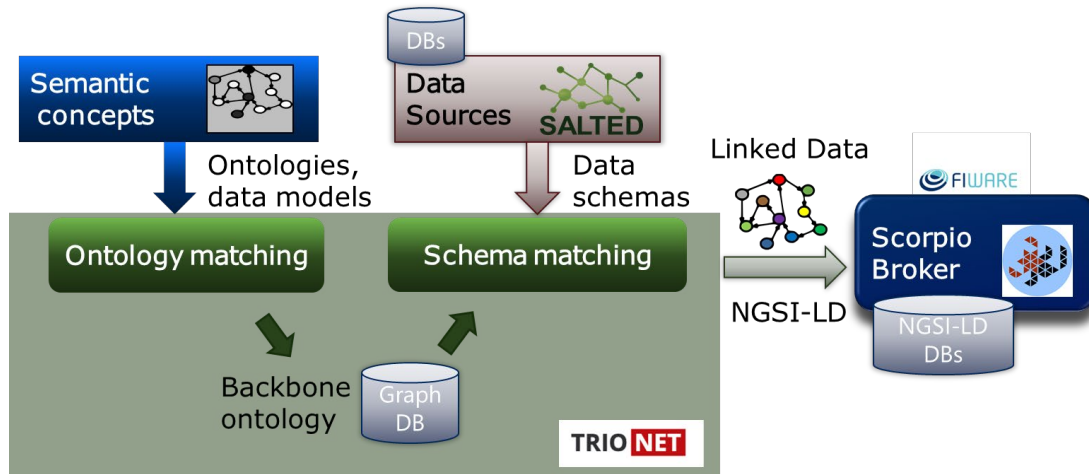 DBs
Semantic
concepts
Data
Sources
SALTED
Ontologies,
data models
Data
schemas
Linked Data
FIWARE
Ontology matching
Schema matching
Scorpio
Broker
NGSI-LD
NGSI-LD
DBs
Backbone
ontology
Graph
DB
TRIO NET